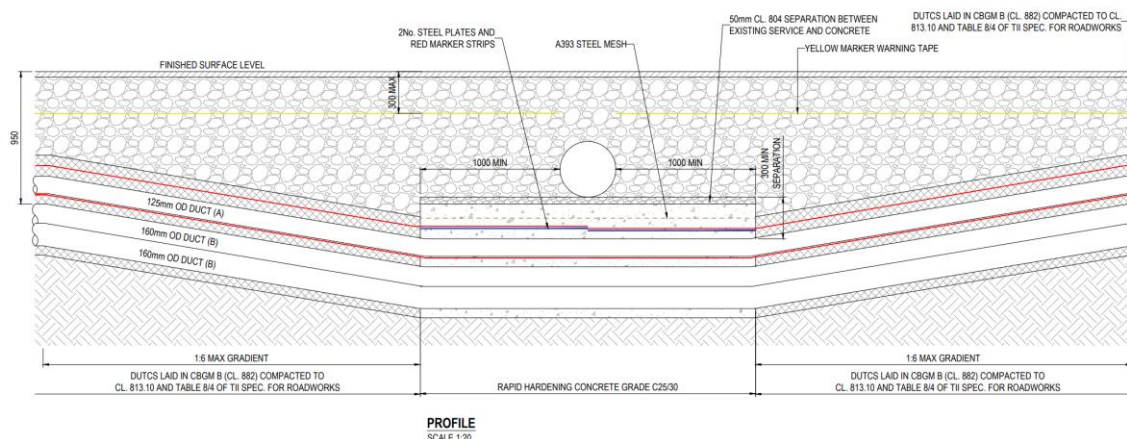 50mm CL. 804 SEPARATION BETWEEN
EXISTING SERVICE AND CONCRETE
DUTCS LAID IN CBGM B (CL. 882) COMPACTED TO CL.
813.10 AND TABLE 8/4 OF TII SPEC. FOR ROADWORKS
2No. STEEL PLATES AND
RED MARKER STRIPS
A393 STEEL MESH
YELLOW MARKER WARNING TAPE
FINISHED SURFACE LEVEL
300 MAX
950
1000 MIN
1000 MIN
300 MIN
SEPARATION
125mm OD DUCT (A)
160mm OD DUCT (B)
160mm OD DUCT (B)
1:6 MAX GRADIENT
1:6 MAX GRADIENT
DUTCS LAID IN CBGM B (CL. 882) COMPACTED TO
CL. 813.10 AND TABLE 8/4 OF TII SPEC. FOR ROADWORKS
RAPID HARDENING CONCRETE GRADE C25/30
DUTCS LAID IN CBGM B (CL. 882) COMPACTED TO
CL. 813.10 AND TABLE 8/4 OF TII SPEC. FOR ROADWORKS
PROFILE
SCALE 1:20